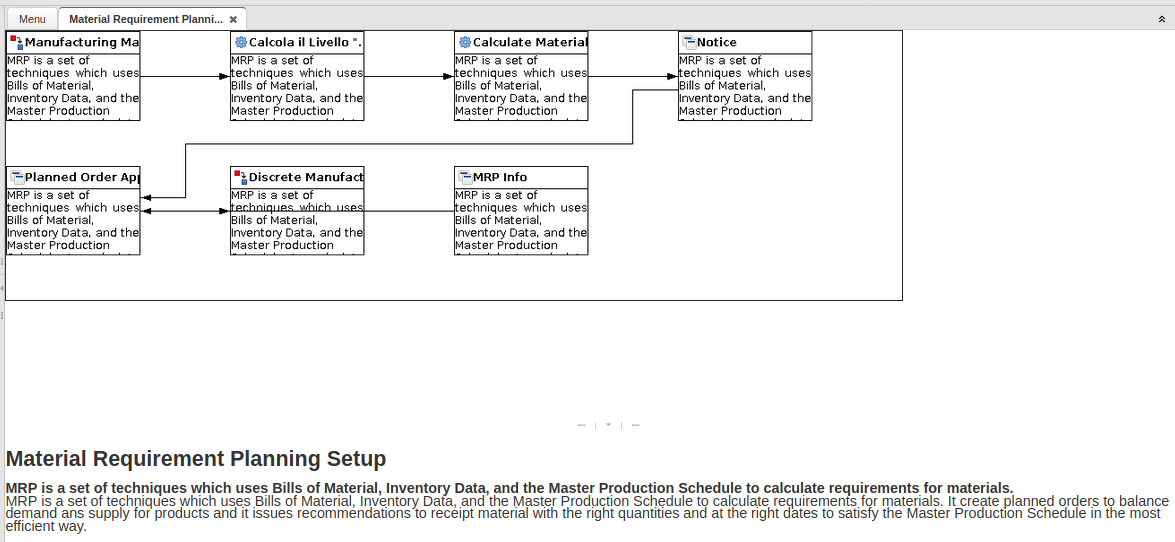 Menu
Material Requirement Planni...
Manufacturing Ma
MRP is a set of
techniques which uses
Bills of Material,
Inventory Data, and the
Master Production
Calcola il Livello ".
MRP is a set of
techniques which uses
Bills of Material,
Inventory Data, and the
Master Production
Calculate Material
MRP is a set of
techniques which uses
Bills of Material,
Inventory Data, and the
Master Production
Notice
MRP is a set of
techniques which uses
Bills of Material,
Inventory Data, and the
Master Production
Planned Order App
MRP is a set of
techniques which uses
Bills of Material,
Inventory Data, and the
Master Production
Discrete Manufact
MRP is a set of
techniques which uses
Bills of Material,
Inventory Data, and the
Master Production
MRP Info
MRP is a set of
techniques which uses
Bills of Material,
Inventory Data, and the
Master Production
Material Requirement Planning Setup
MRP is a set of techniques which uses Bills of Material, Inventory Data, and the Master Production Schedule to calculate requirements for materials.
MRP is a set of techniques which uses Bills of Material, Inventory Data, and the Master Production Schedule to calculate requirements for materials. It create planned orders to balance
demand ans supply for products and it issues recommendations to receipt material with the right quantities and at the right dates to satisfy the Master Production Schedule in the most
efficient way.